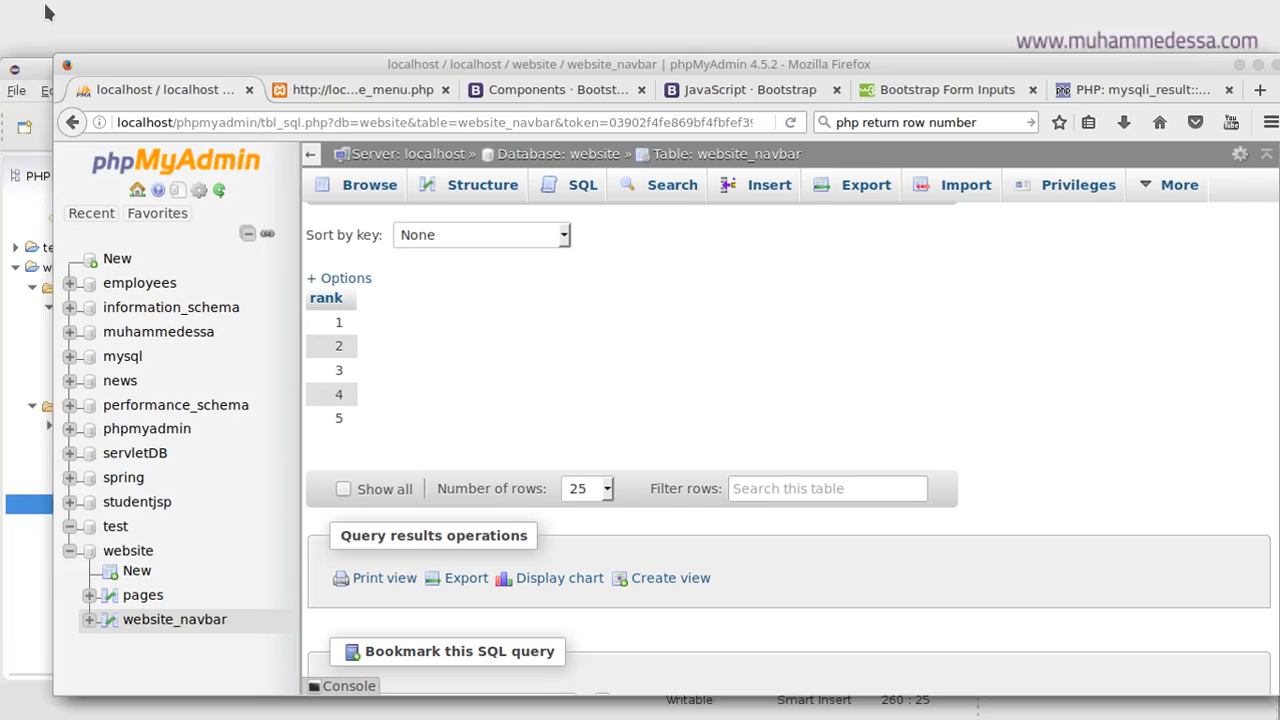 www.muhammedessa.com
localhost / localhost / website / website_navbar | phpMyAdmin 4.5.2 - Mozilla Firefox
File
localhost / localhost ...
http://loc...e_menu.php
Components · Bootst...
JavaScript · Bootstrap
Bootstrap Form Inputs
PHP: mysqli_result::...
localhost/phpmyadmin/tbl_sql.php?db=website&table=website_navbar&token=03902f4fe869bf4fbfef39
php return row number
phpMyAdmin
Server: localhost » Database: website » Table: website_navbar
Browse Structure SQL Search Insert Export Import Privileges More
PHP
Recent Favorites
New
employees
information_schema
muhammedessa
mysql
news
performance_schema
phpmyadmin
servletDB
spring
studentjsp
test
website
New
pages
website_navbar
Sort by key: None
+ Options
rank
1
2
3
4
5
Show all Number of rows: 25 Filter rows: Search this table
Query results operations
Print view Export Display chart Create view
Bookmark this SQL query
Console
Writable Smart Insert 260 : 25